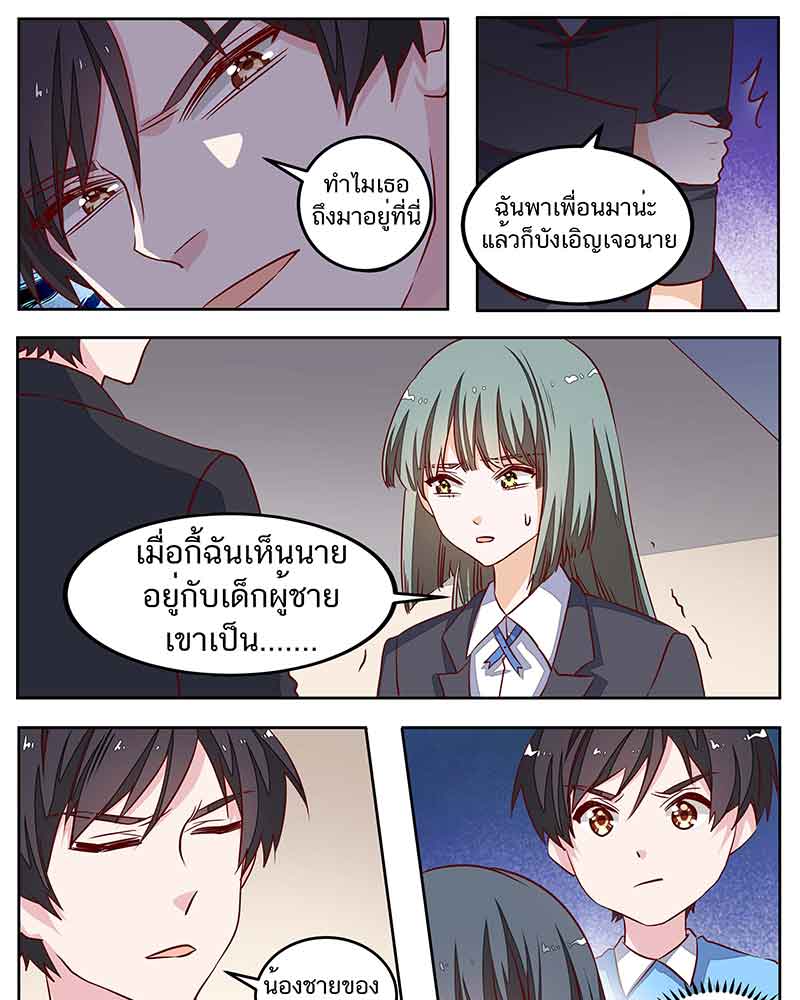 ทำไมเธอ
ถึงมาอยู่ที่นี่
ฉันพาเพื่อนมาน่ะ
แล้วก็บังเอิญเจอนาย
เมื่อกี้ฉันเห็นนาย
อยู่กับเด็กผู้ชาย
เขาเป็น.......
น้องชายของ